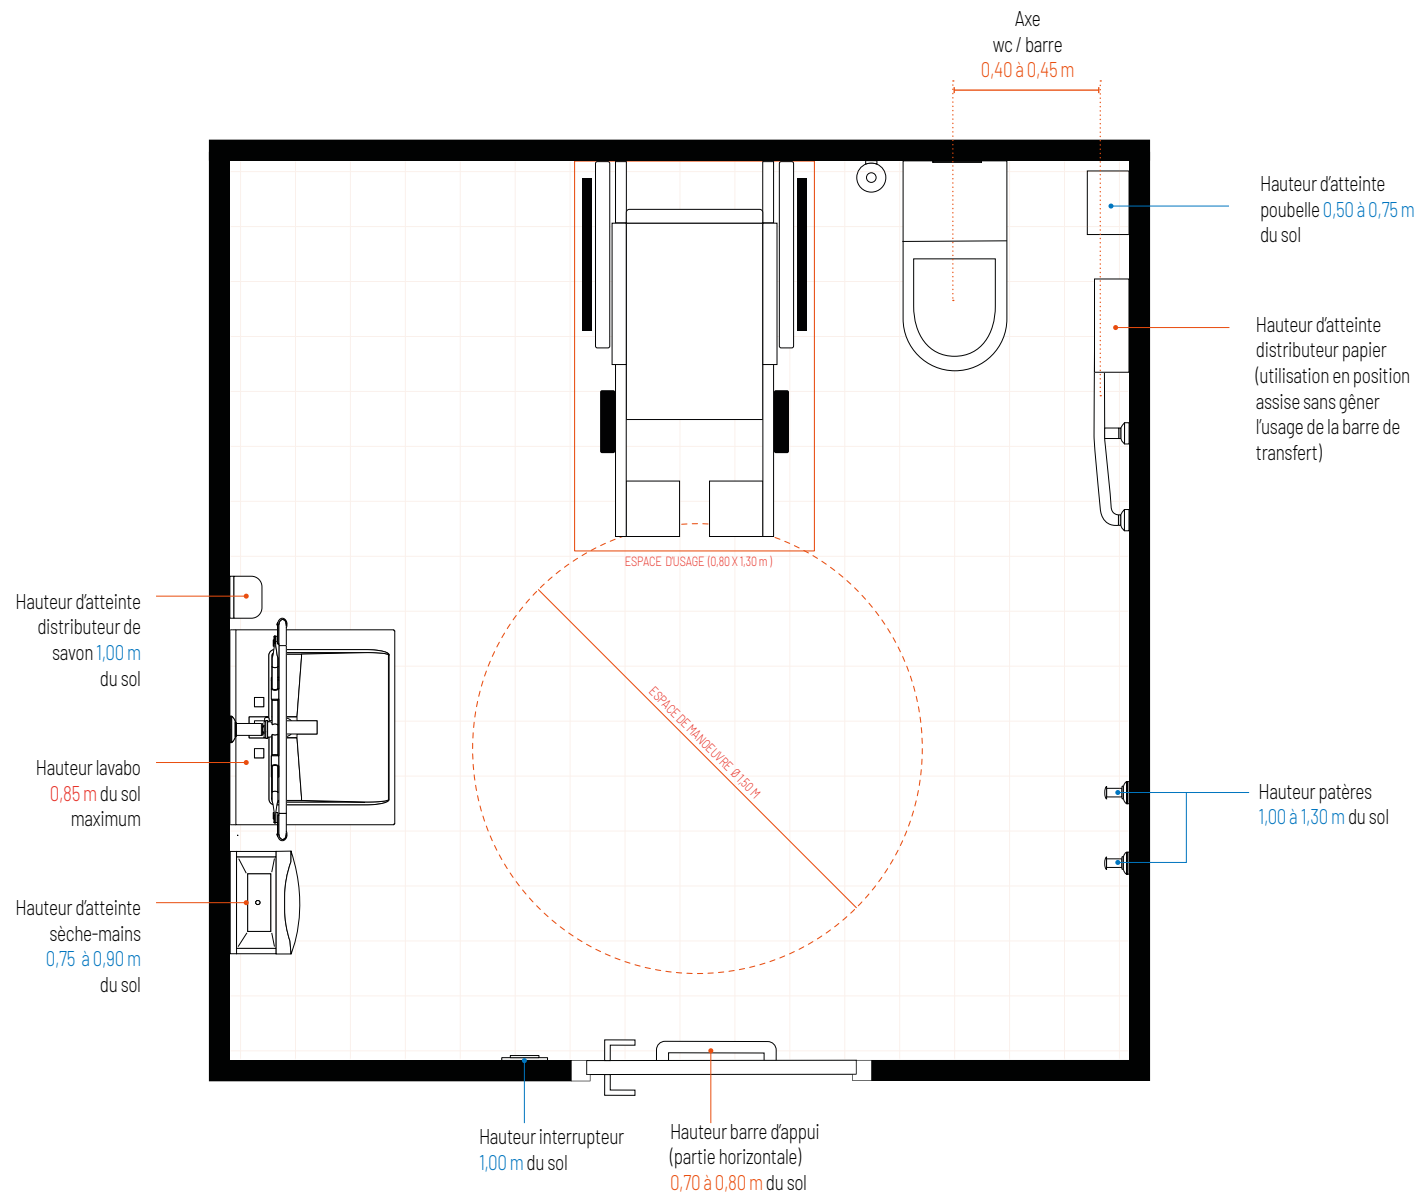 Axe
wc / barre
0,40 à 0,45 m
Hauteur d'atteinte
poubelle 0,50 à 0,75 m
du sol
Hauteur d'atteinte
distributeur papier
(utilisation en position
assise sans gêner
l'usage de la barre de
transfert)
ESPACE D'USAGE (0,80 X 1,30 m )
Hauteur d'atteinte
distributeur de
savon 1,00 m
du sol
ESPACE DE MANOEUVRE Ø 1,50 M
Hauteur lavabo
0,85 m du sol
maximum
Hauteur patères
1,00 à 1,30 m du sol
Hauteur d'atteinte
sèche-mains
0,75 à 0,90 m
du sol
Hauteur interrupteur
1,00 m du sol
Hauteur barre d'appui
(partie horizontale)
0,70 à 0,80 m du sol